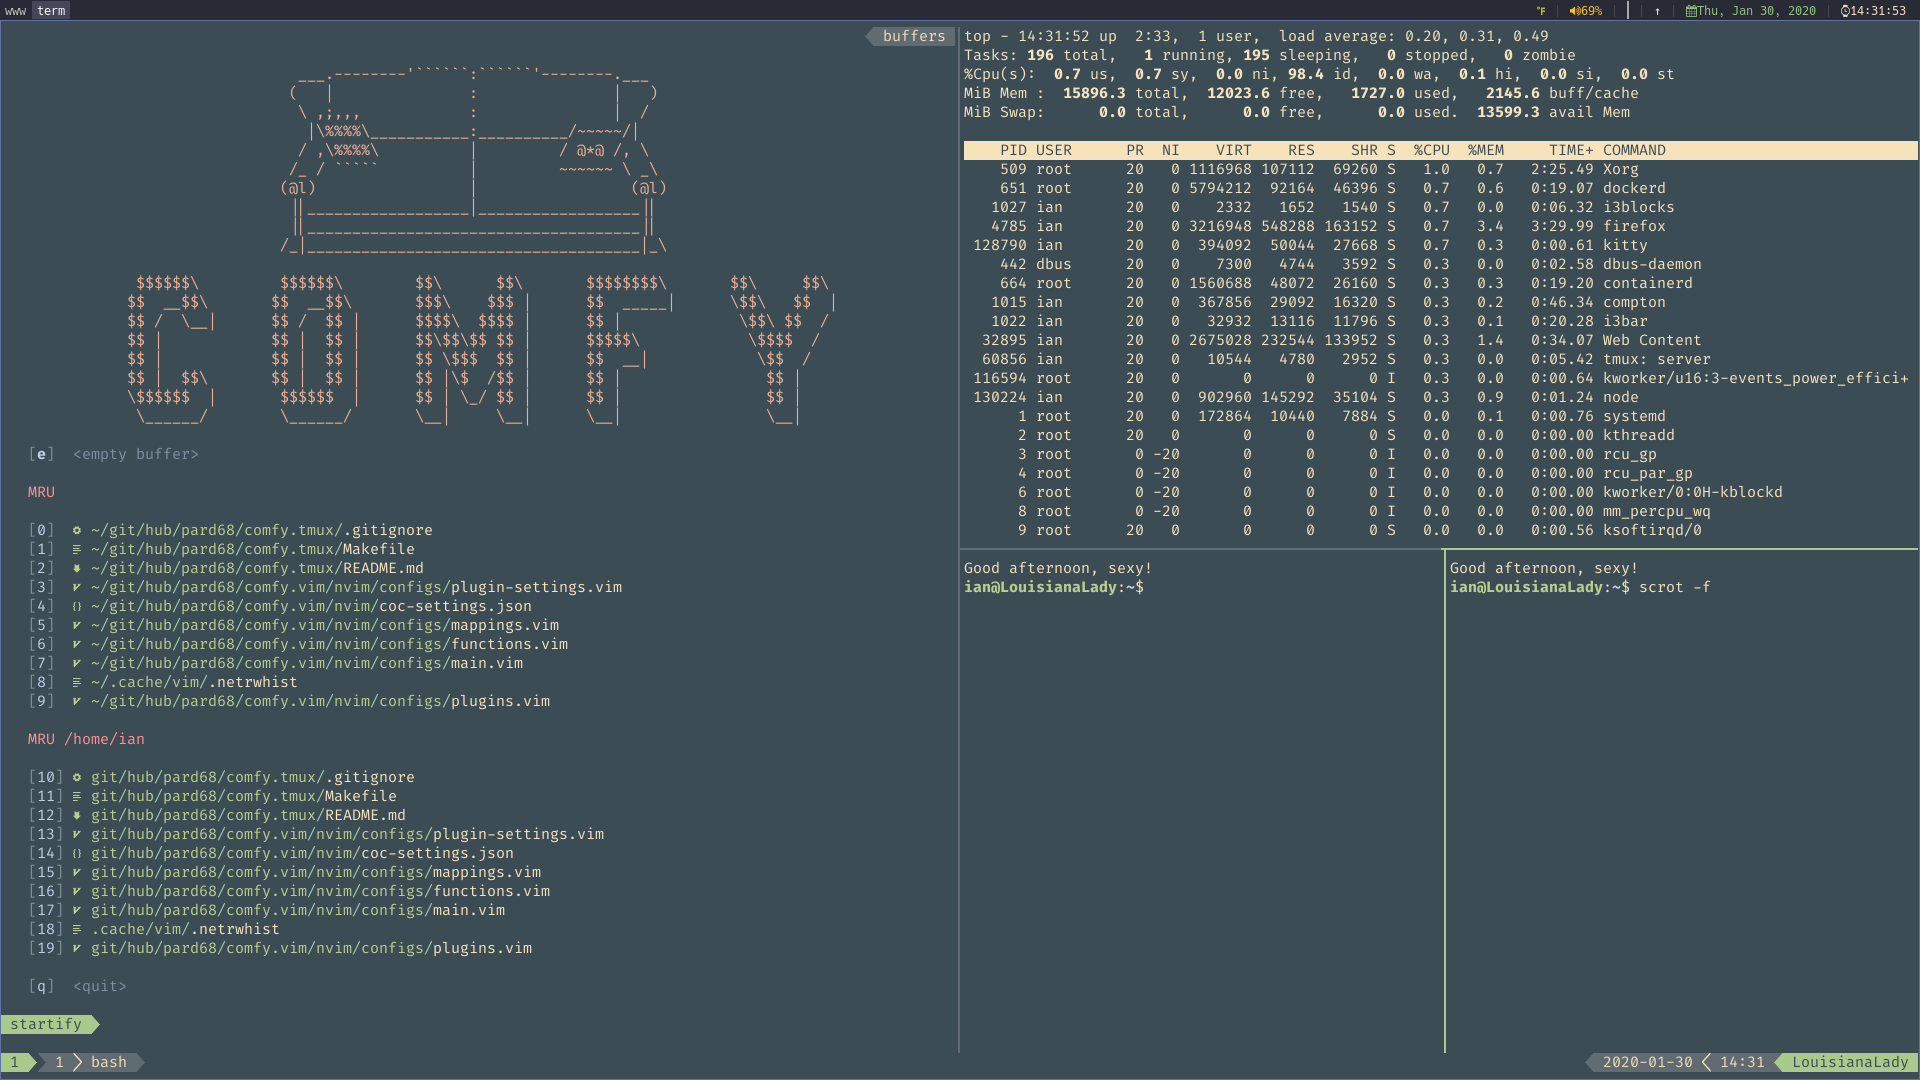 www term °F 69% ↑ Thu, Jan 30, 2020 14:31:53
buffers
COMFY
[e] <empty buffer>
MRU
[0] ~/git/hub/pard68/comfy.tmux/.gitignore
[1] ~/git/hub/pard68/comfy.tmux/Makefile
[2] ~/git/hub/pard68/comfy.tmux/README.md
[3] ~/git/hub/pard68/comfy.vim/nvim/configs/plugin-settings.vim
[4] {} ~/git/hub/pard68/comfy.vim/nvim/coc-settings.json
[5] ~/git/hub/pard68/comfy.vim/nvim/configs/mappings.vim
[6] ~/git/hub/pard68/comfy.vim/nvim/configs/functions.vim
[7] ~/git/hub/pard68/comfy.vim/nvim/configs/main.vim
[8] ~/.cache/vim/.netrwhist
[9] ~/git/hub/pard68/comfy.vim/nvim/configs/plugins.vim
MRU /home/ian
[10] git/hub/pard68/comfy.tmux/.gitignore
[11] git/hub/pard68/comfy.tmux/Makefile
[12] git/hub/pard68/comfy.tmux/README.md
[13] git/hub/pard68/comfy.vim/nvim/configs/plugin-settings.vim
[14] {} git/hub/pard68/comfy.vim/nvim/coc-settings.json
[15] git/hub/pard68/comfy.vim/nvim/configs/mappings.vim
[16] git/hub/pard68/comfy.vim/nvim/configs/functions.vim
[17] git/hub/pard68/comfy.vim/nvim/configs/main.vim
[18] .cache/vim/.netrwhist
[19] git/hub/pard68/comfy.vim/nvim/configs/plugins.vim
[q] <quit>
startify
top - 14:31:52 up 2:33, 1 user, load average: 0.20, 0.31, 0.49
Tasks: 196 total, 1 running, 195 sleeping, 0 stopped, 0 zombie
%Cpu(s): 0.7 us, 0.7 sy, 0.0 ni, 98.4 id, 0.0 wa, 0.1 hi, 0.0 si, 0.0 st
MiB Mem : 15896.3 total, 12023.6 free, 1727.0 used, 2145.6 buff/cache
MiB Swap: 0.0 total, 0.0 free, 0.0 used. 13599.3 avail Mem
PID USER PR NI VIRT RES SHR S %CPU %MEM TIME+ COMMAND
509 root 20 0 1116968 107112 69260 S 1.0 0.7 2:25.49 Xorg
651 root 20 0 5794212 92164 46396 S 0.7 0.6 0:19.07 dockerd
1027 ian 20 0 2332 1652 1540 S 0.7 0.0 0:06.32 i3blocks
4785 ian 20 0 3216948 548288 163152 S 0.7 3.4 3:29.99 firefox
128790 ian 20 0 394092 50044 27668 S 0.7 0.3 0:00.61 kitty
442 dbus 20 0 7300 4744 3592 S 0.3 0.0 0:02.58 dbus-daemon
664 root 20 0 1560688 48072 26160 S 0.3 0.3 0:19.20 containerd
1015 ian 20 0 367856 29092 16320 S 0.3 0.2 0:46.34 compton
1022 ian 20 0 32932 13116 11796 S 0.3 0.1 0:20.28 i3bar
32895 ian 20 0 2675028 232544 133952 S 0.3 1.4 0:34.07 Web Content
60856 ian 20 0 10544 4780 2952 S 0.3 0.0 0:05.42 tmux: server
116594 root 20 0 0 0 0 I 0.3 0.0 0:00.64 kworker/u16:3-events_power_effici+
130224 ian 20 0 902960 145292 35104 S 0.3 0.9 0:01.24 node
1 root 20 0 172864 10440 7884 S 0.0 0.1 0:00.76 systemd
2 root 20 0 0 0 0 S 0.0 0.0 0:00.00 kthreadd
3 root 0 -20 0 0 0 I 0.0 0.0 0:00.00 rcu_gp
4 root 0 -20 0 0 0 I 0.0 0.0 0:00.00 rcu_par_gp
6 root 0 -20 0 0 0 I 0.0 0.0 0:00.00 kworker/0:0H-kblockd
8 root 0 -20 0 0 0 I 0.0 0.0 0:00.00 mm_percpu_wq
9 root 20 0 0 0 0 S 0.0 0.0 0:00.56 ksoftirqd/0
Good afternoon, sexy!
ian@LouisianaLady:~$
Good afternoon, sexy!
ian@LouisianaLady:~$ scrot -f
1 1 bash 2020-01-30 14:31 LouisianaLady